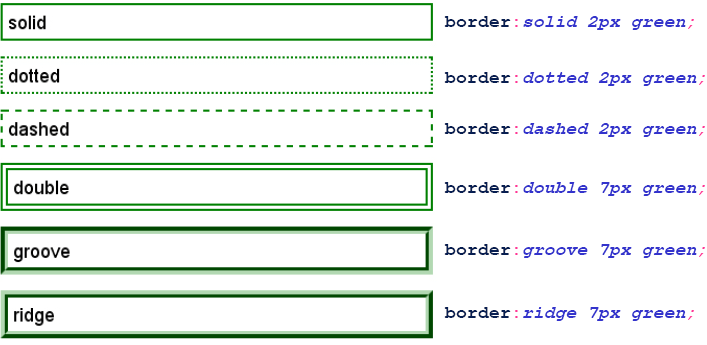 solid border:solid 2px green;
dotted border:dotted 2px green;
dashed border:dashed 2px green;
double border:double 7px green;
groove border:groove 7px green;
ridge border:ridge 7px green;